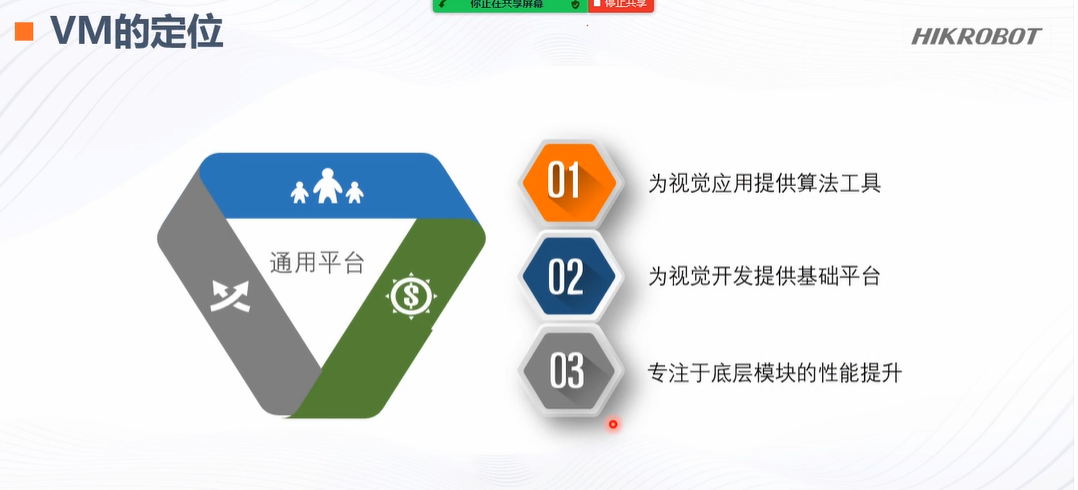 你正在共享屏幕
停止共享
VM的定位
HIKROBOT
通用平台
$
01
为视觉应用提供算法工具
02
为视觉开发提供基础平台
03
专注于底层模块的性能提升